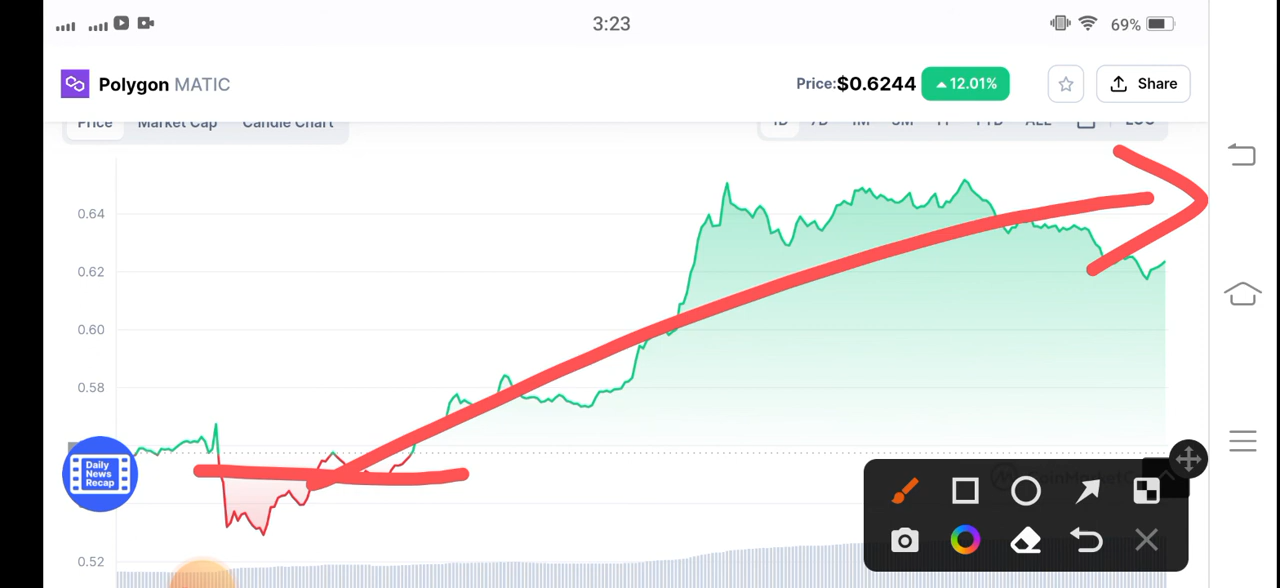 3:23
69%
Polygon MATIC
Price:$0.6244 12.01%
Share
Price Market Cap Candle Chart
0.64
0.62
0.60
0.58
0.52
Daily
News
Recap